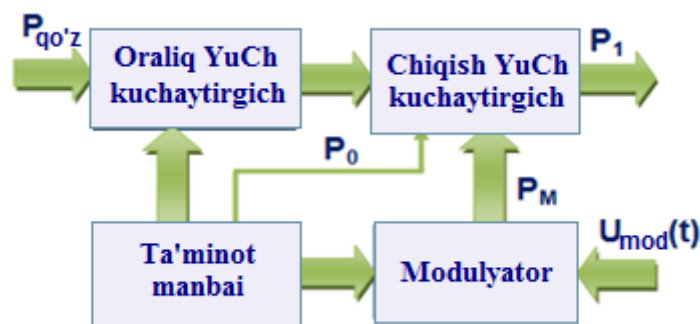 Pqo'z
Oraliq YuCh
kuchaytirgich
Chiqish YuCh
kuchaytirgich
P1
P0
PM
Ta'minot
manbai
Modulyator
Umod(t)